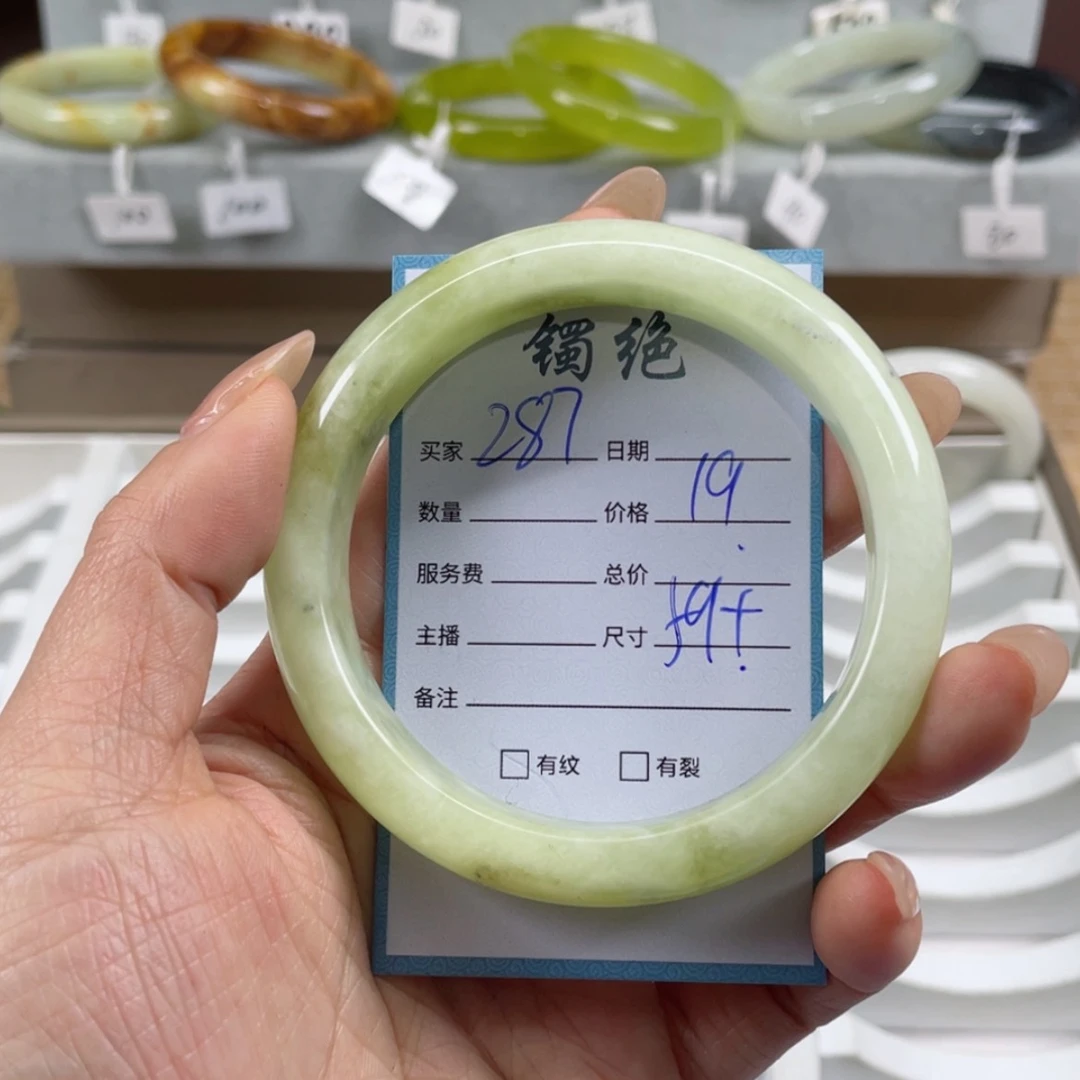 镯绝
买家 287 日期
数量 价格 19.
服务费 总价
主播 尺寸 59+
备注
有纹 有裂